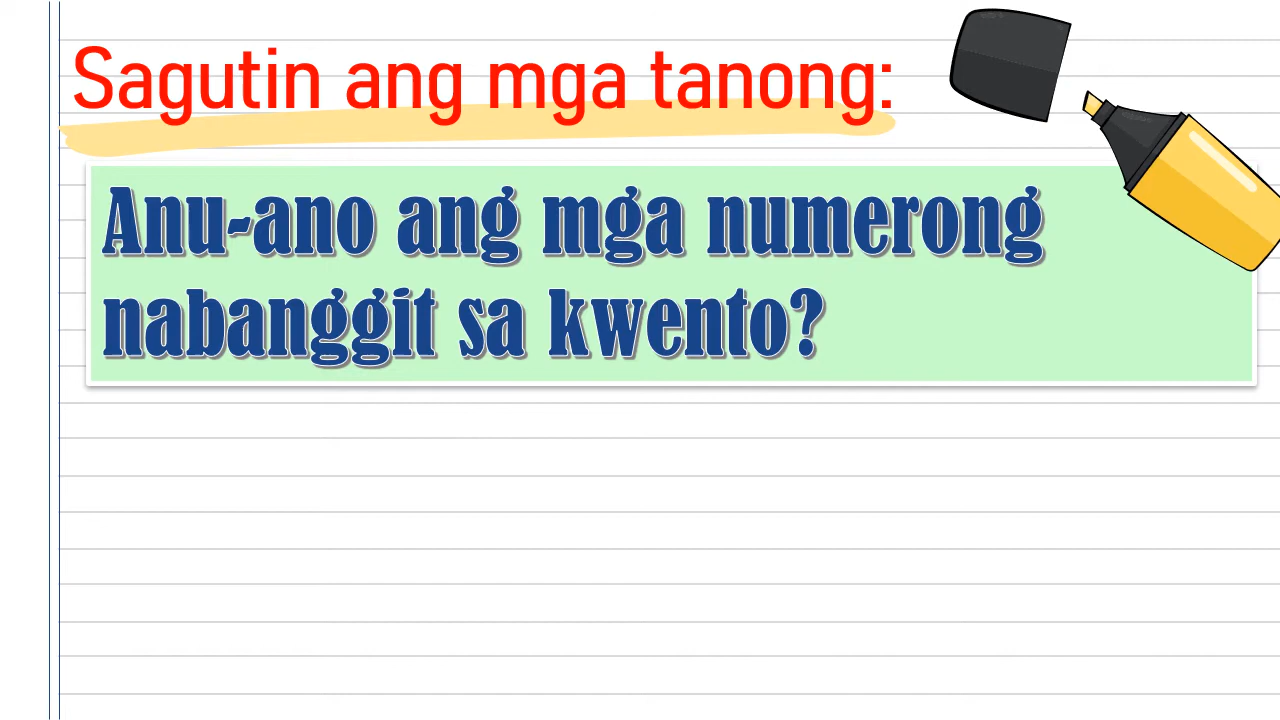 Sagutin ang mga tanong:
Anu-ano ang mga numerong
nabanggit sa kwento?